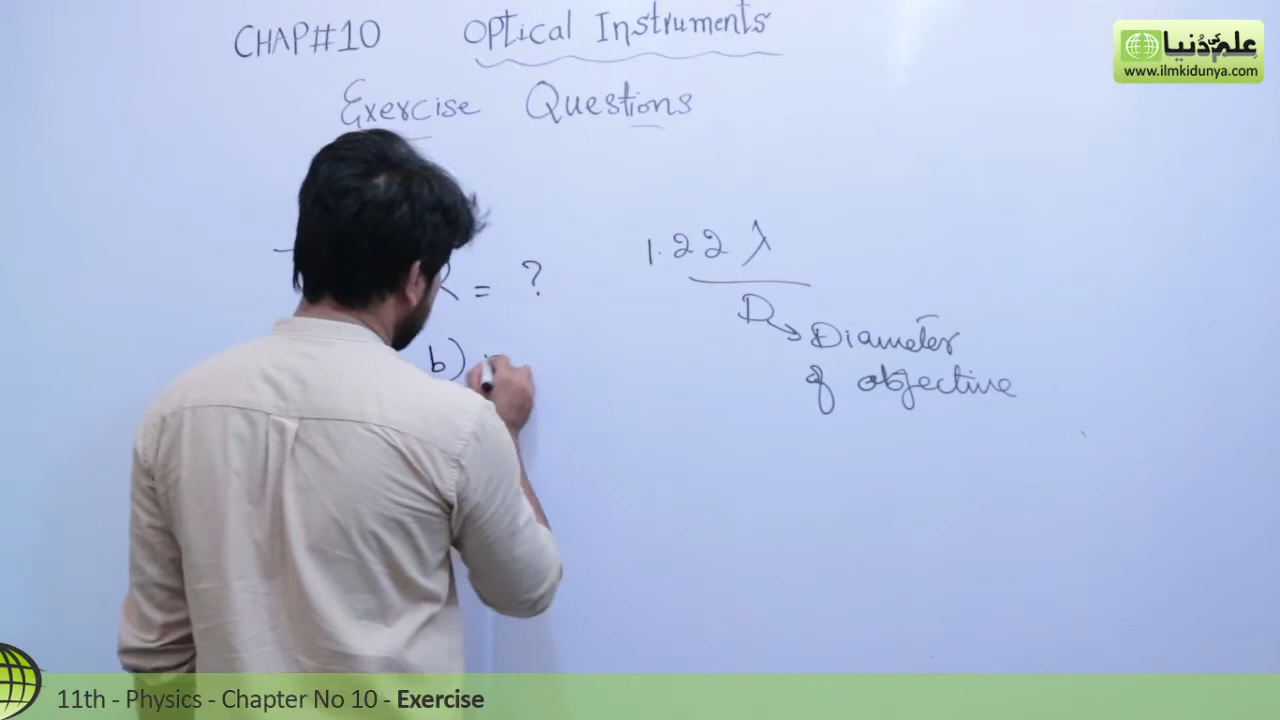 CHAP#10 Optical Instruments
علم کی دُنیا
www.ilmkidunya.com
Exercise Questions
= ?
1.22 λ
D → Diameter
of objective
b)
11th - Physics - Chapter No 10 - Exercise